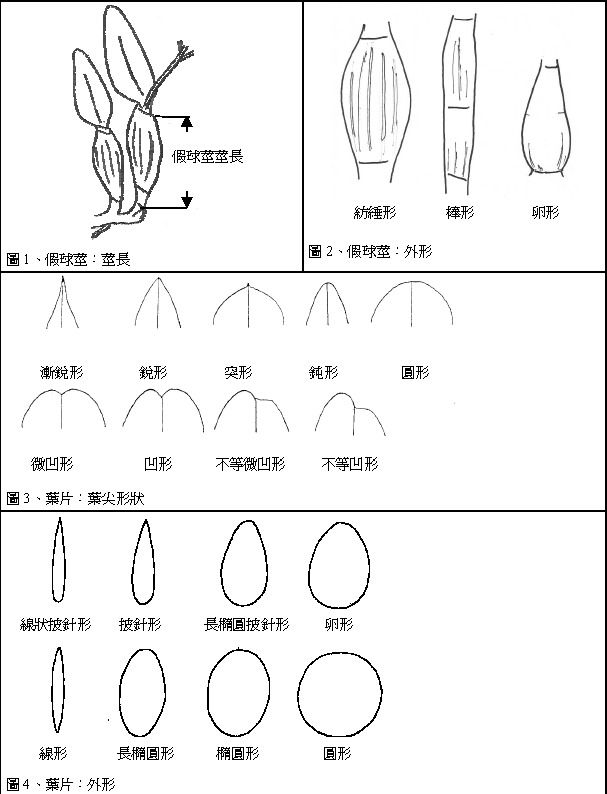 假球莖莖長
圖1、假球莖：莖長
紡錘形 棒形 卵形
圖2、假球莖：外形
漸銳形 銳形 突形 鈍形 圓形
微凹形 凹形 不等微凹形 不等凹形
圖3、葉片：葉尖形狀
線狀披針形 披針形 長橢圓披針形 卵形
線形 長橢圓形 橢圓形 圓形
圖4、葉片：外形